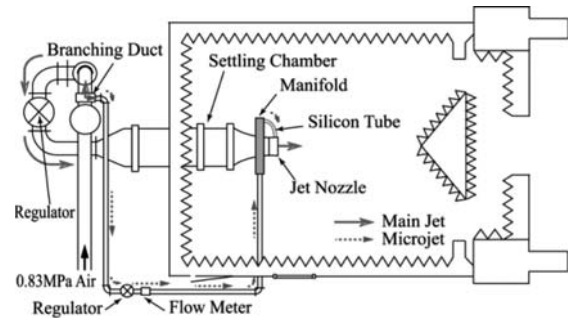 Branching Duct
Settling Chamber
Manifold
Silicon Tube
Jet Nozzle
Regulator
Main Jet
Microjet
0.83MPa Air
Regulator
Flow Meter